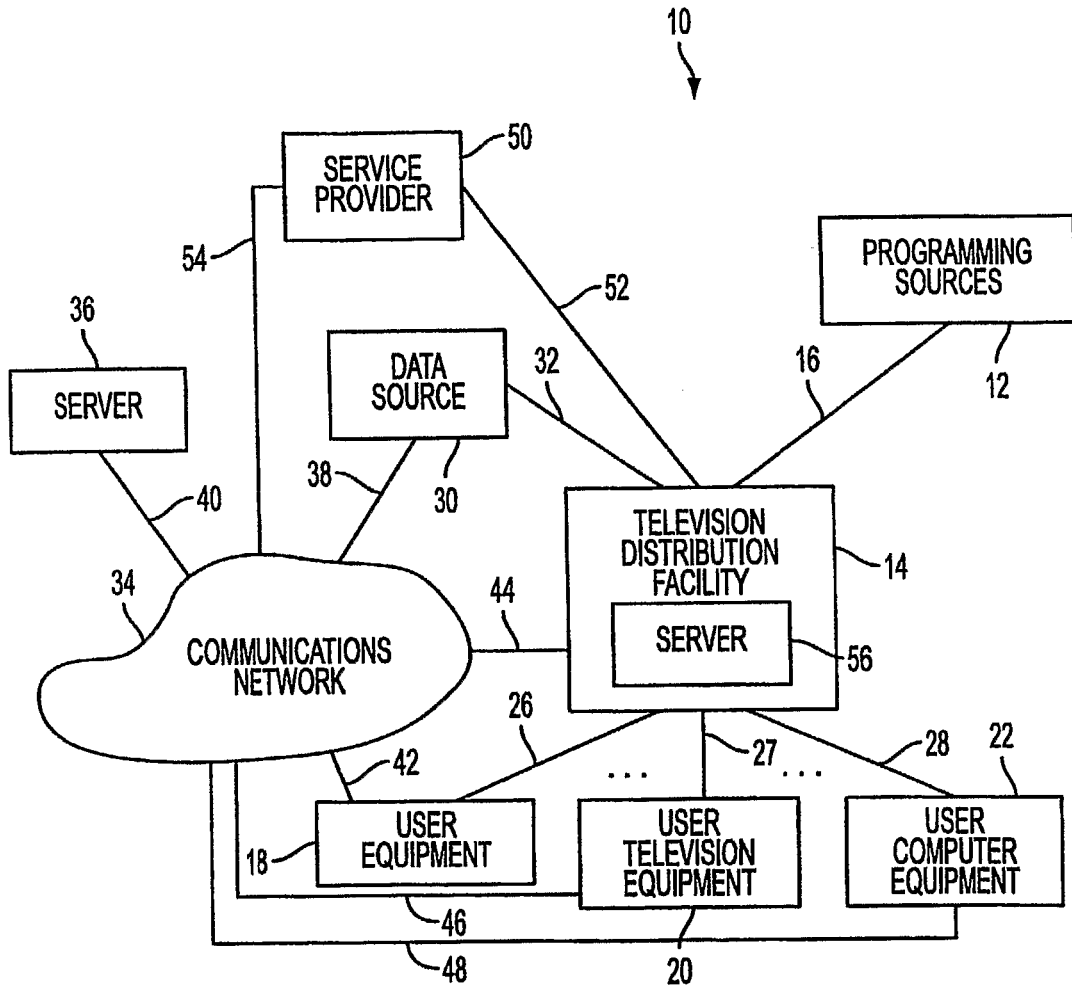 10
50
SERVICE
PROVIDER
54
52
PROGRAMMING
SOURCES
12
16
36
SERVER
40
DATA
SOURCE
30
32
38
TELEVISION
DISTRIBUTION
FACILITY
14
SERVER
56
34
COMMUNICATIONS
NETWORK
44
26
27
28
22
42
...
...
18
USER
EQUIPMENT
USER
TELEVISION
EQUIPMENT
USER
COMPUTER
EQUIPMENT
46
48
20